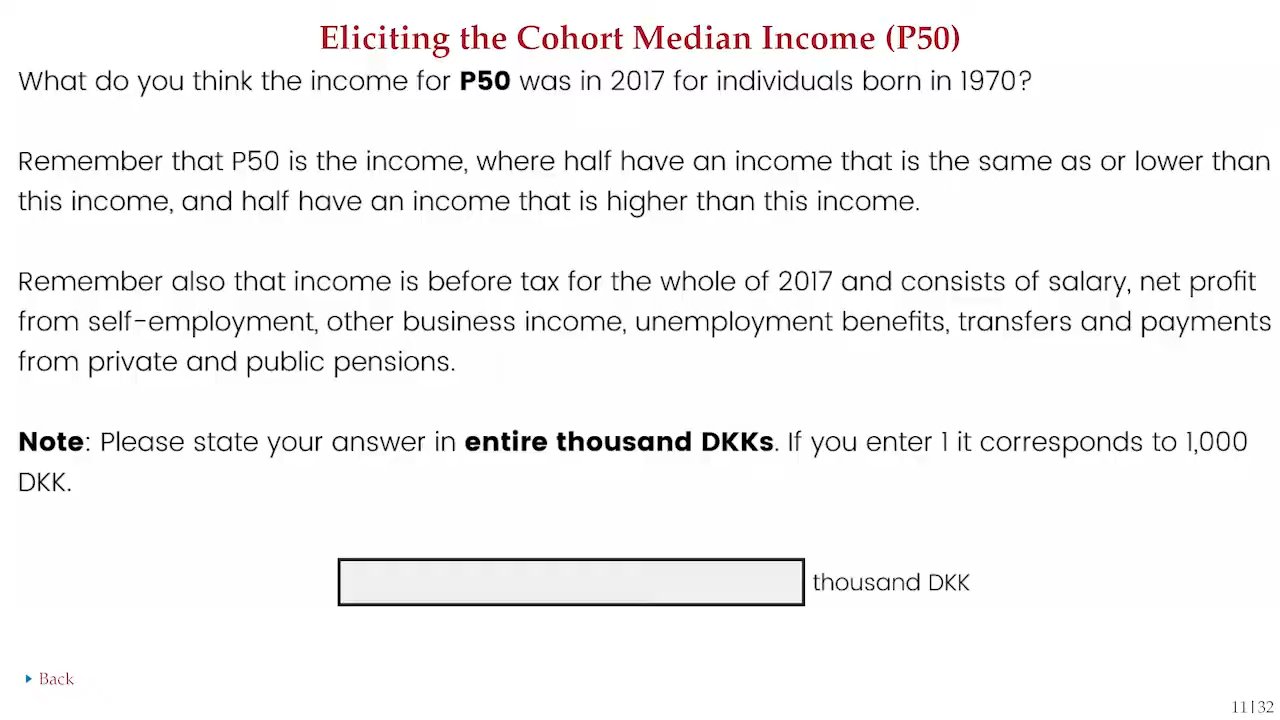 Eliciting the Cohort Median Income (P50)
What do you think the income for P50 was in 2017 for individuals born in 1970?
Remember that P50 is the income, where half have an income that is the same as or lower than
this income, and half have an income that is higher than this income.
Remember also that income is before tax for the whole of 2017 and consists of salary, net profit
from self-employment, other business income, unemployment benefits, transfers and payments
from private and public pensions.
Note: Please state your answer in entire thousand DKKs. If you enter 1 it corresponds to 1,000
DKK.
thousand DKK
Back
11|32